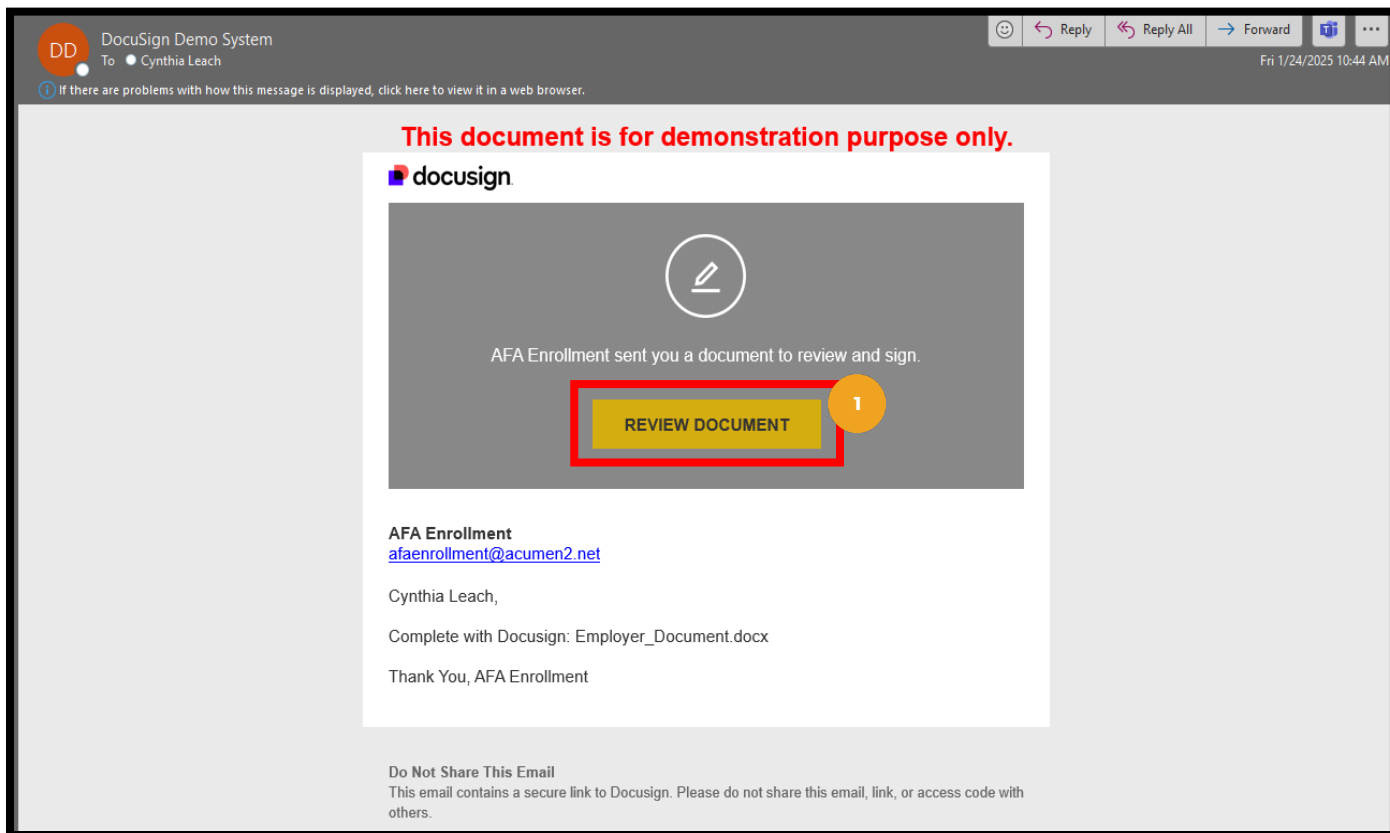 DD
DocuSign Demo System
To Cynthia Leach
Reply
Reply All
Forward
Fri 1/24/2025 10:44 AM
If there are problems with how this message is displayed, click here to view it in a web browser.
This document is for demonstration purpose only.
docusign
AFA Enrollment sent you a document to review and sign.
REVIEW DOCUMENT
1
AFA Enrollment
afaenrollment@acumen2.net
Cynthia Leach,
Complete with Docusign: Employer_Document.docx
Thank You, AFA Enrollment
Do Not Share This Email
This email contains a secure link to Docusign. Please do not share this email, link, or access code with
others.